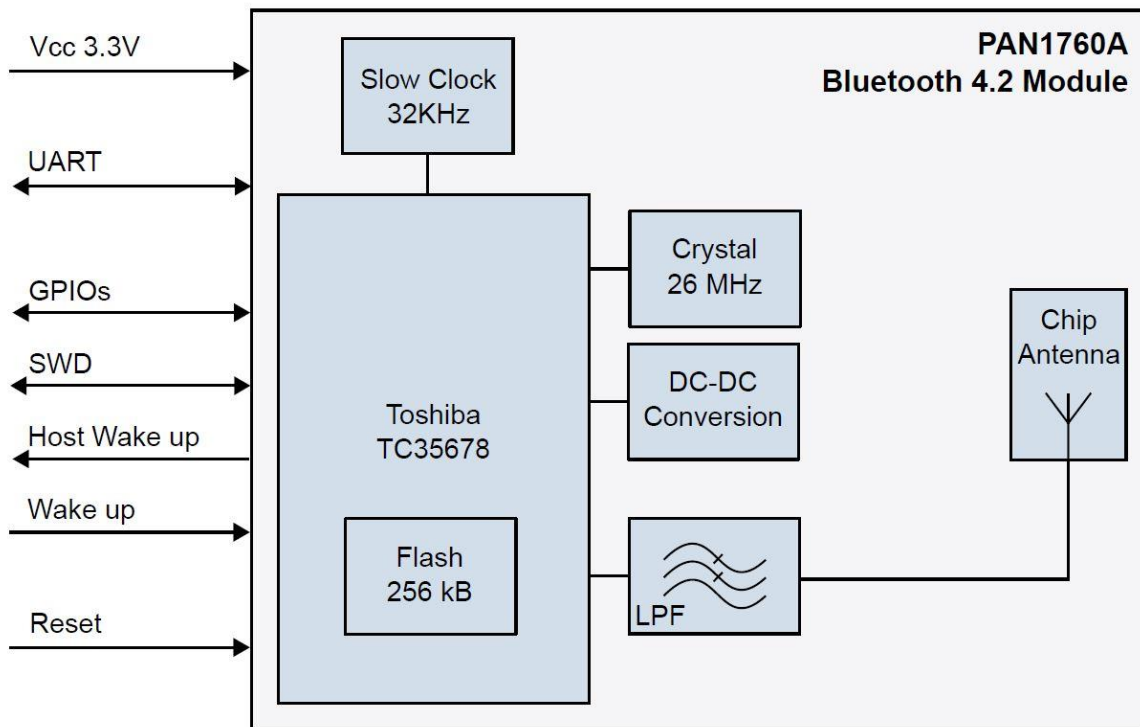 PAN1760A
Bluetooth 4.2 Module
Vcc 3.3V
UART
GPIOs
SWD
Host Wake up
Wake up
Reset
Slow Clock
32KHz
Toshiba
TC35678
Flash
256 kB
Crystal
26 MHz
DC-DC
Conversion
LPF
Chip
Antenna